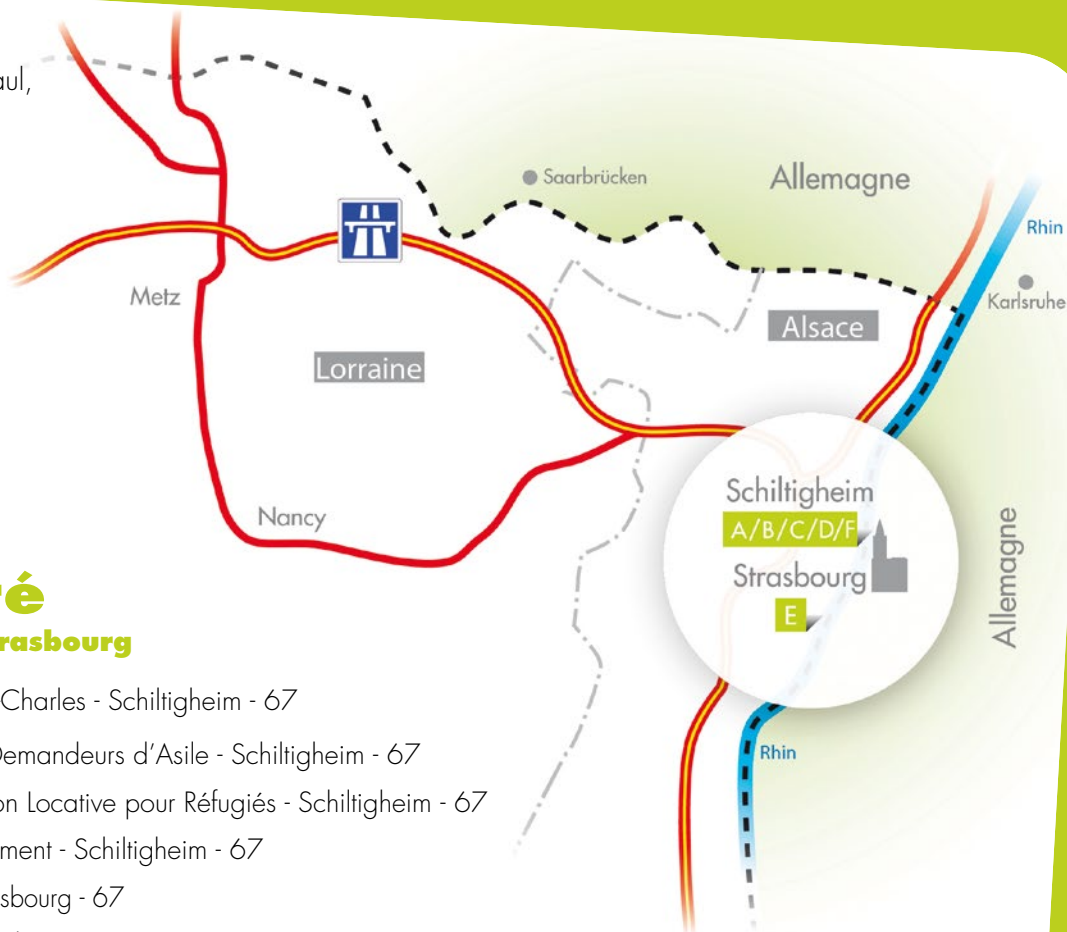 aul,
Saarbrücken
Allemagne
Rhin
Karlsruhe
Metz
Alsace
Lorraine
Schiltigheim
A/B/C/D/F
Nancy
Strasbourg
E
Allemagne
Rhin
é
rasbourg
Charles - Schiltigheim - 67
Demandeurs d'Asile - Schiltigheim - 67
on Locative pour Réfugiés - Schiltigheim - 67
ment - Schiltigheim - 67
sbourg - 67